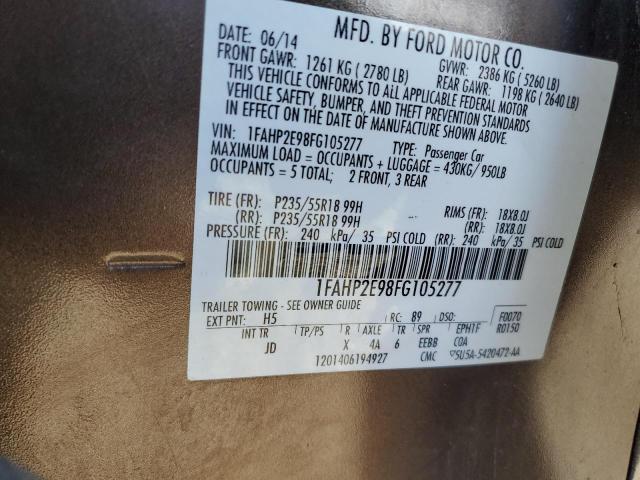 MFD. BY FORD MOTOR CO.
DATE: 06/14 GVWR: 2386 KG (5260 LB)
FRONT GAWR: 1261 KG (2780 LB) REAR GAWR: 1198 KG (2640 LB)
THIS VEHICLE CONFORMS TO ALL APPLICABLE FEDERAL MOTOR
VEHICLE SAFETY, BUMPER, AND THEFT PREVENTION STANDARDS
IN EFFECT ON THE DATE OF MANUFACTURE SHOWN ABOVE.
VIN: 1FAHP2E98FG105277 TYPE: Passenger Car
MAXIMUM LOAD = OCCUPANTS + LUGGAGE = 430KG/950LB
OCCUPANTS = 5 TOTAL; 2 FRONT, 3 REAR
TIRE (FR): P235/55R18 99H RIMS (FR): 18X8.0J
(RR): P235/55R18 99H (RR): 18X8.0J
PRESSURE (FR): 240 kPa/ 35 PSI COLD (RR): 240 kPa/ 35 PSI COLD
1FAHP2E98FG105277
TRAILER TOWING - SEE OWNER GUIDE
EXT PNT: H5 RC: 89 DSO: F0070
INT TR TP/PS R AXLE TR SPR EPH1F R0150
JD X 4A 6 EEBB COA
1201406194927 CMC 5U5A-5420472-AA